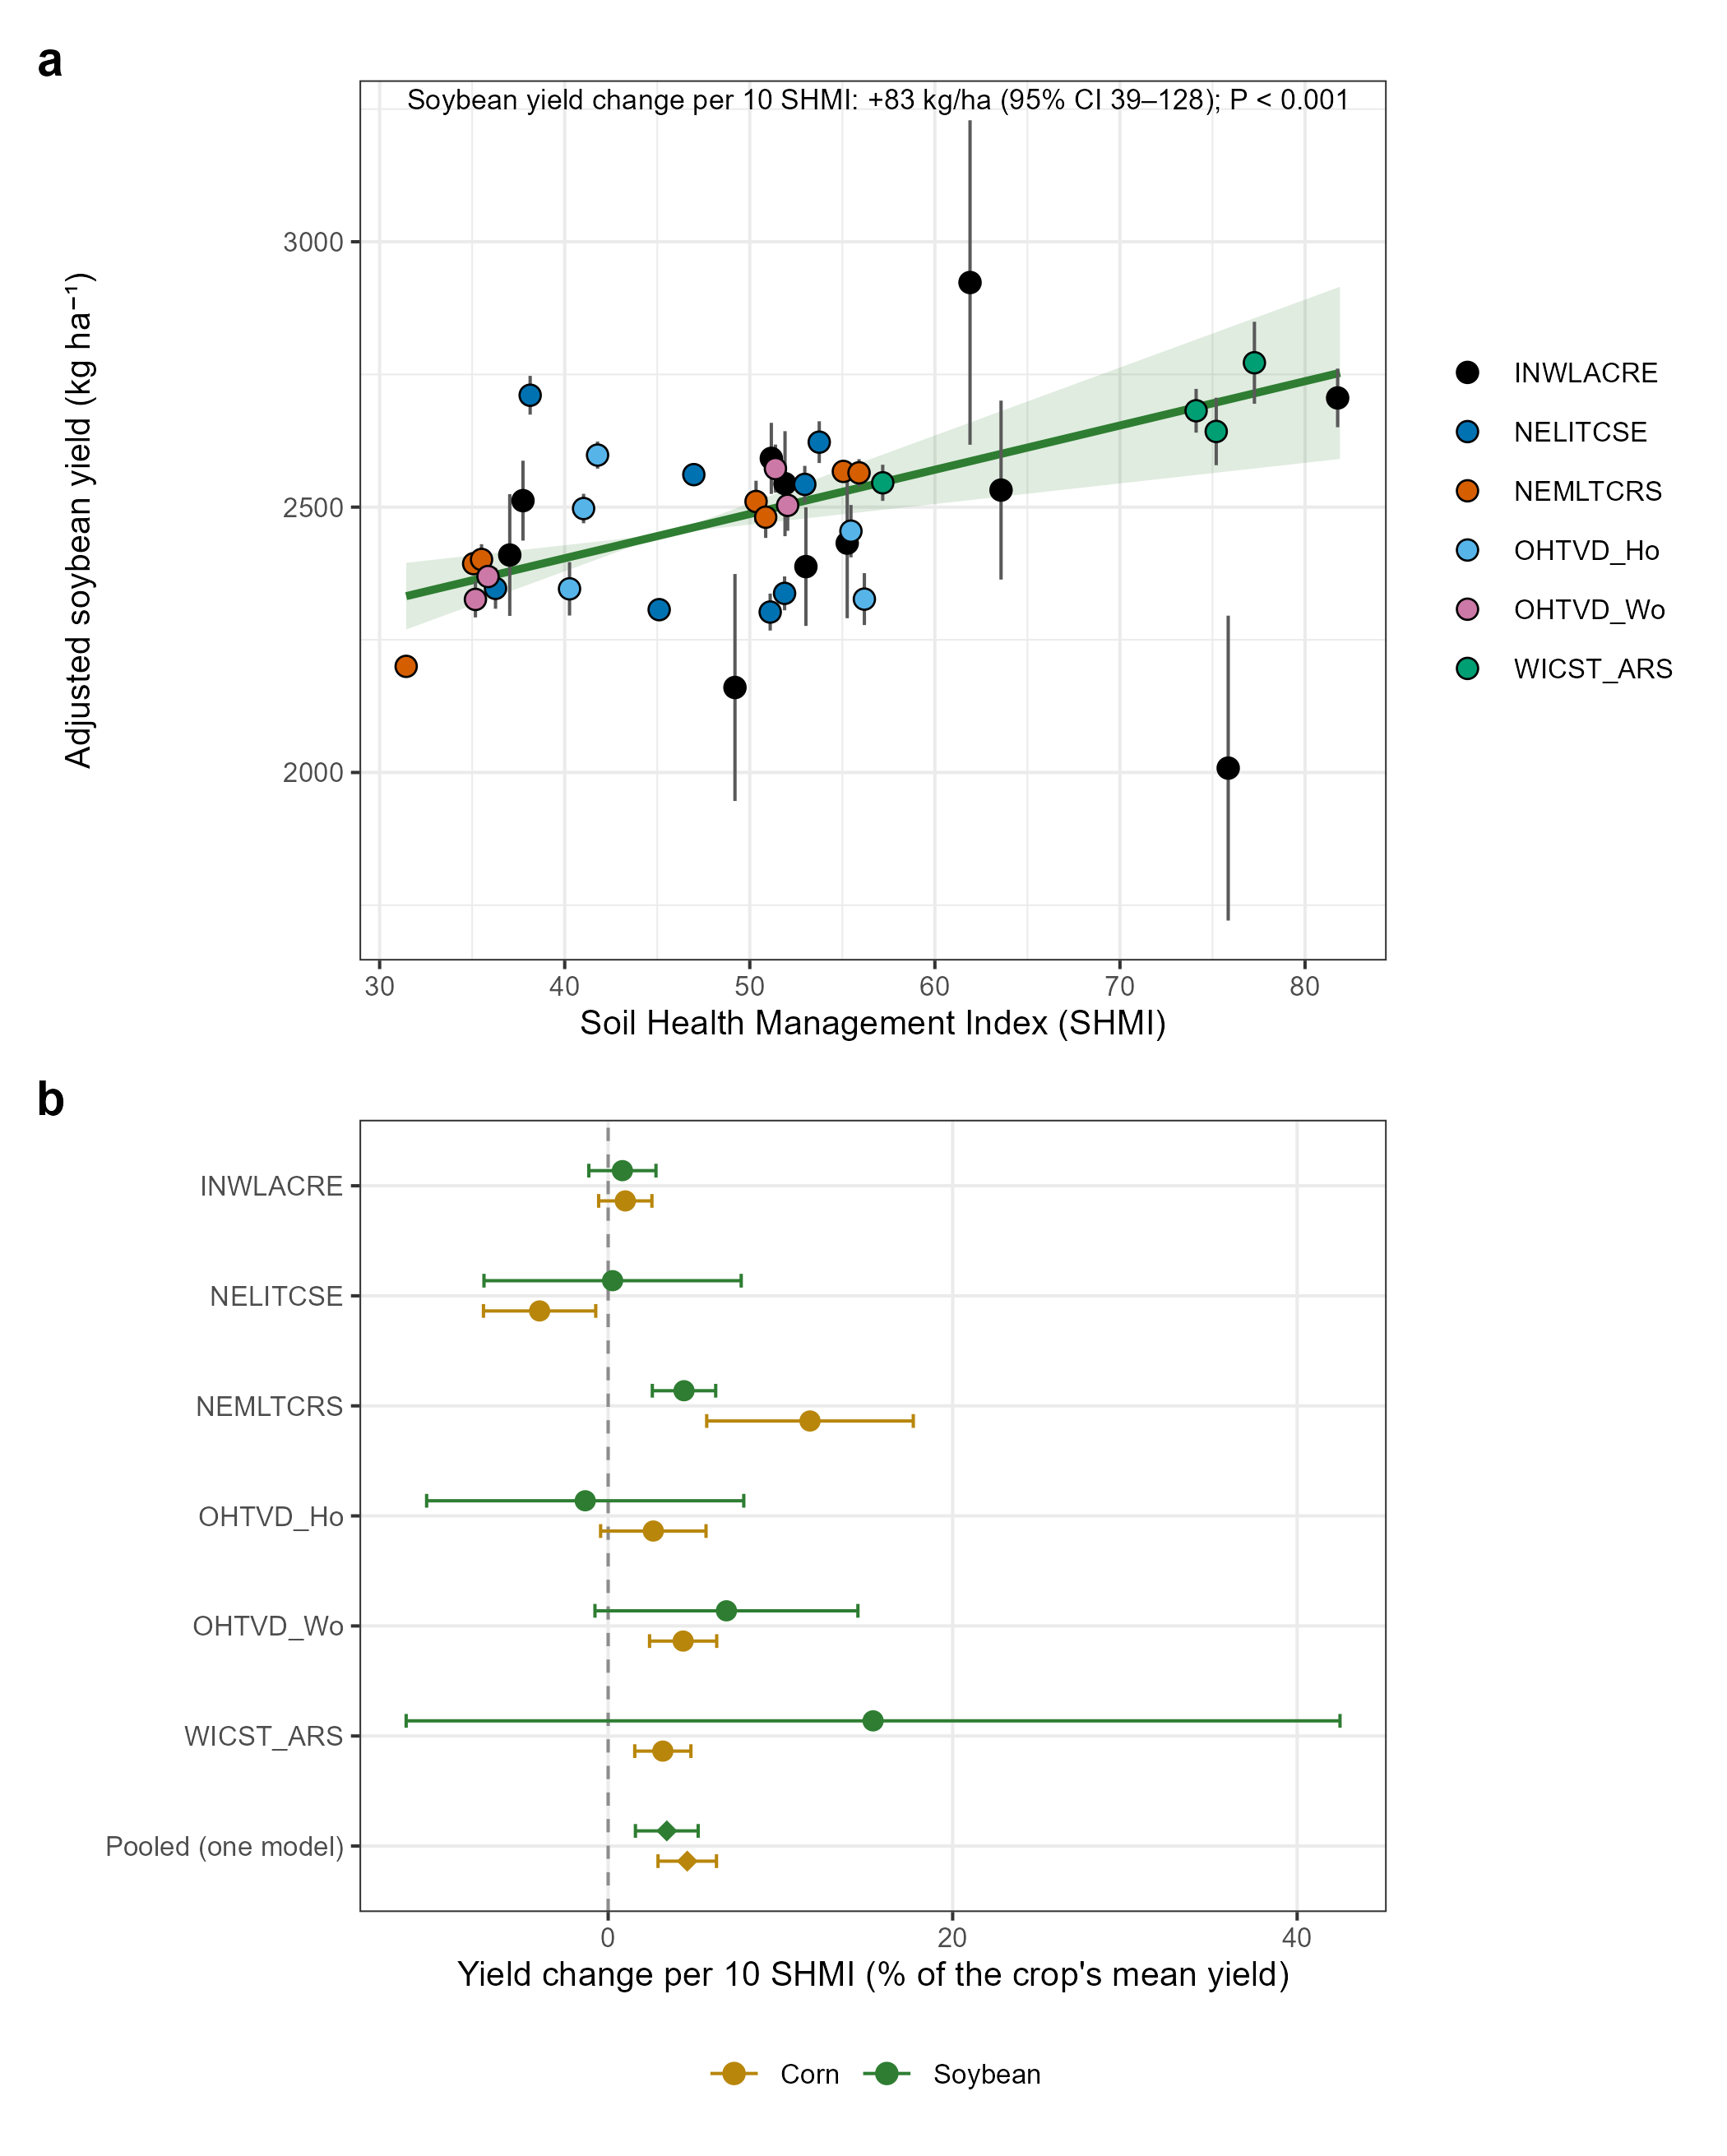 a
Soybean yield change per 10 SHMI: +83 kg/ha (95% CI 39–128); P < 0.001
Adjusted soybean yield (kg ha⁻¹)
3000
2500
2000
30 40 50 60 70 80
Soil Health Management Index (SHMI)
INWLACRE
NELITCSE
NEMLTCRS
OHTVD_Ho
OHTVD_Wo
WICST_ARS
b
INWLACRE
NELITCSE
NEMLTCRS
OHTVD_Ho
OHTVD_Wo
WICST_ARS
Pooled (one model)
0 20 40
Yield change per 10 SHMI (% of the crop's mean yield)
Corn Soybean